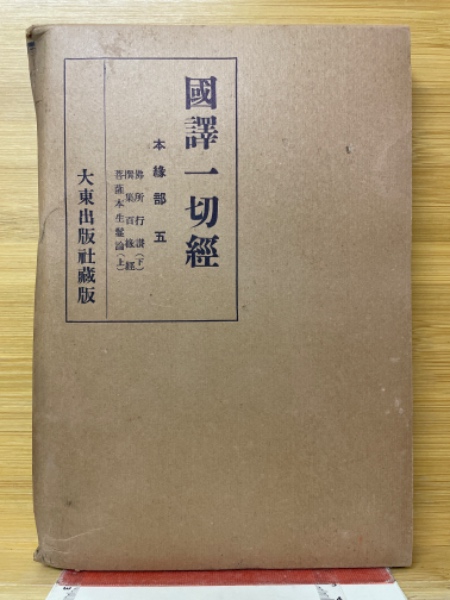 國譯一切經
本緣部 五
佛所行讃(下)
撰集百緣經
菩薩本生鬘論(上)
大東出版社藏版